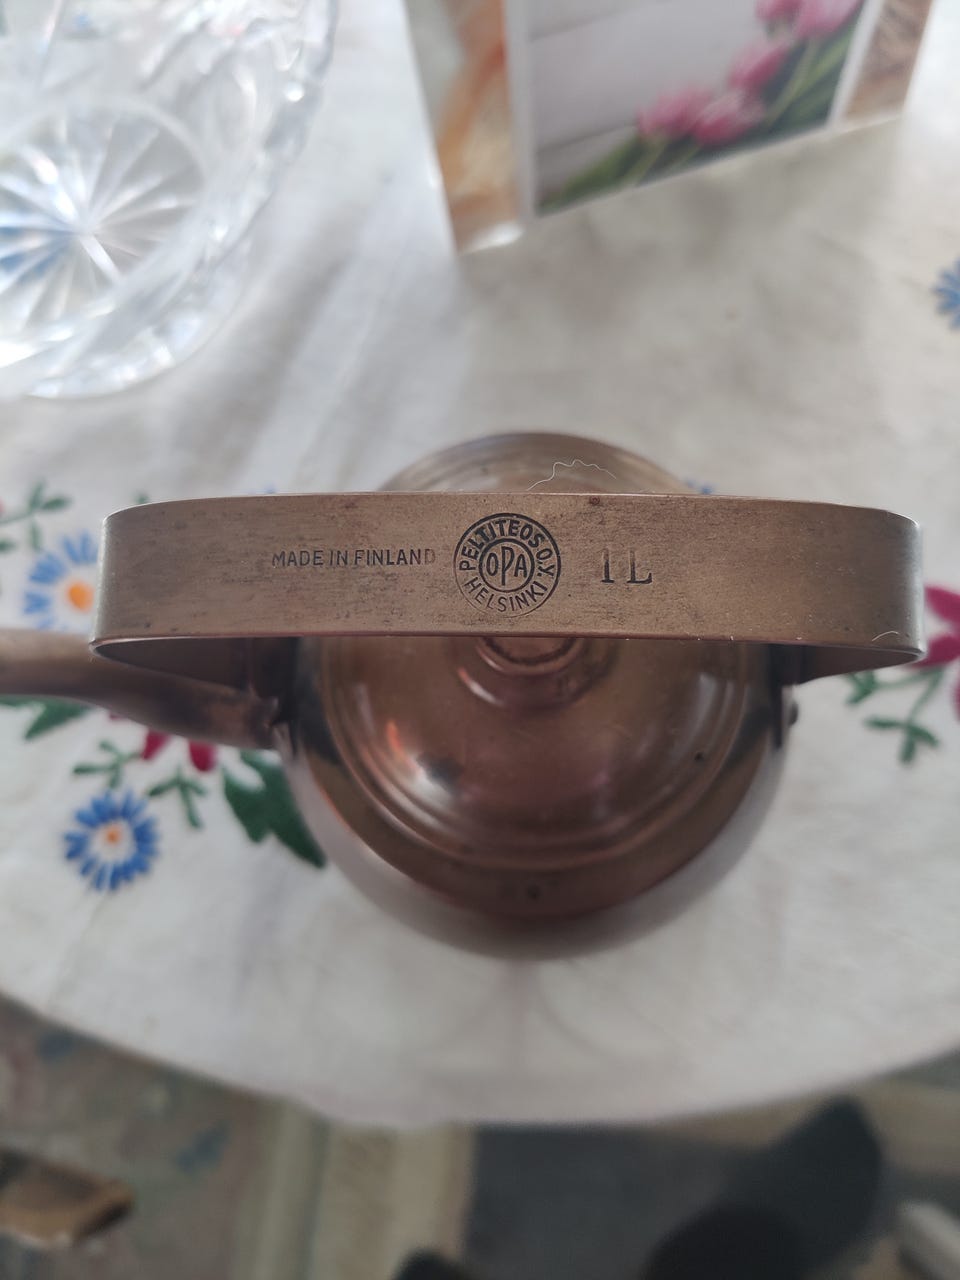 MADE IN FINLAND
PELTITEOS O.Y.
OPA
HELSINKI
1L